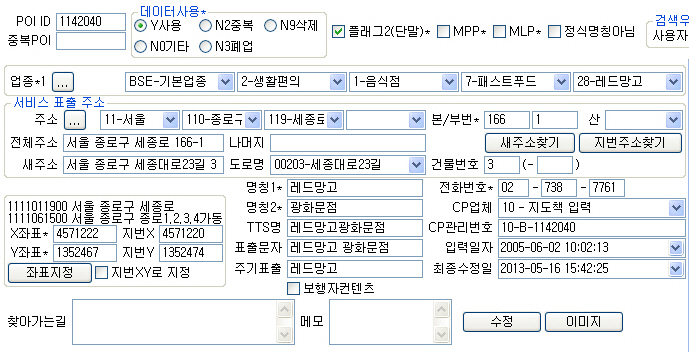 POI ID 1142040 데이터사용* Y사용 N2중복 N9삭제 플래그2(단말)* MPP* MLP* 정식명칭아님 검색우
중복POI N0기타 N3폐업 사용자
업종*1 ... BSE-기본업종 2-생활편의 1-음식점 7-패스트푸드 28-레드망고
서비스 표출 주소
주소 ... 11-서울 110-종로구 119-세종로 본/부번* 166 1 산
전체주소 서울 종로구 세종로 166-1 나머지 새주소찾기 지번주소찾기
새주소 서울 종로구 세종대로23길 3 도로명 00203-세종대로23길 건물번호 3 (- )
1111011900 서울 종로구 세종로
1111061500 서울 종로구 종로1,2,3,4가동
X좌표* 4571222 지번X 4571220
Y좌표* 1352467 지번Y 1352474
좌표지정 지번XY로 지정
명칭1* 레드망고 전화번호* 02 - 738 - 7761
명칭2* 광화문점 CP업체 10 - 지도책 입력
TTS명 레드망고광화문점 CP관리번호 10-B-1142040
표출문자 레드망고 광화문점 입력일자 2005-06-02 10:02:13
주기표출 레드망고 최종수정일 2013-05-16 15:42:25
보행자컨텐츠
찾아가는길 메모 수정 이미지